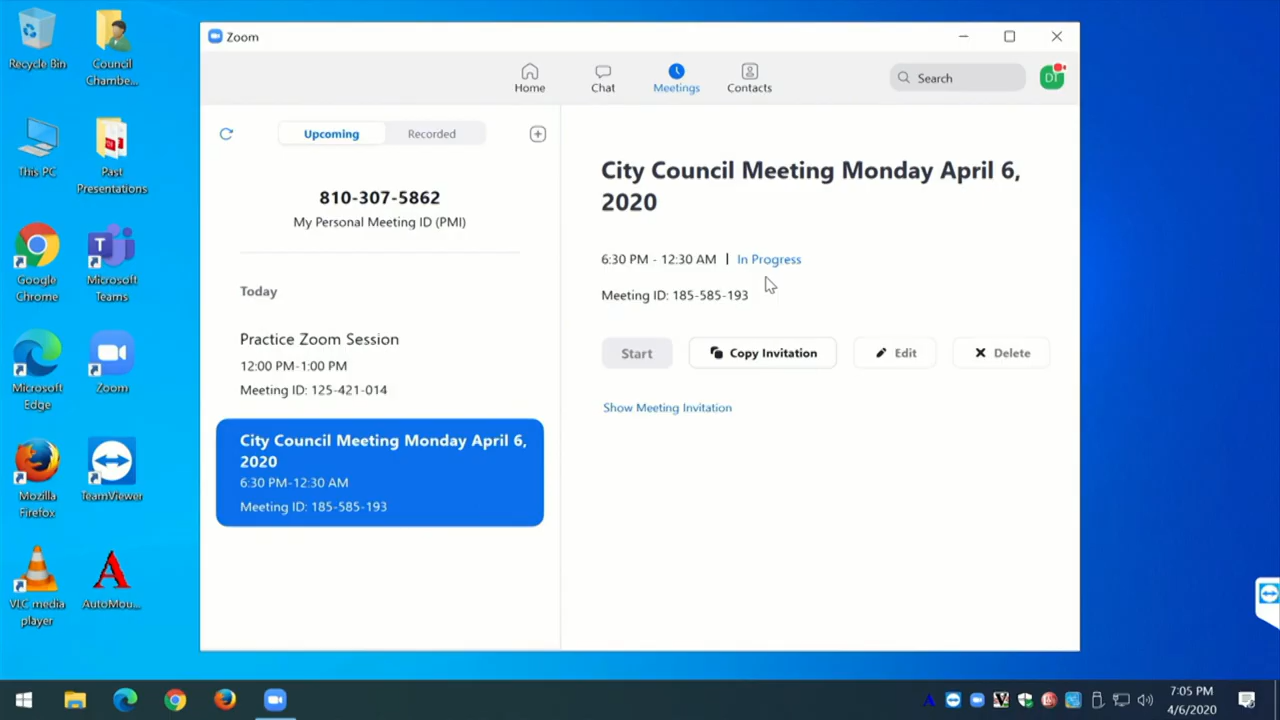 Recycle Bin
Council
Chambe...
This PC
Past
Presentations
Google
Chrome
Microsoft
Teams
Microsoft
Edge
Zoom
Mozilla
Firefox
TeamViewer
VLC media
player
AutoMou...
Zoom
Home
Chat
Meetings
Contacts
Search
DT
Upcoming
Recorded
810-307-5862
My Personal Meeting ID (PMI)
Today
Practice Zoom Session
12:00 PM-1:00 PM
Meeting ID: 125-421-014
City Council Meeting Monday April 6,
2020
6:30 PM-12:30 AM
Meeting ID: 185-585-193
City Council Meeting Monday April 6,
2020
6:30 PM - 12:30 AM | In Progress
Meeting ID: 185-585-193
Start
Copy Invitation
Edit
Delete
Show Meeting Invitation
7:05 PM
4/6/2020